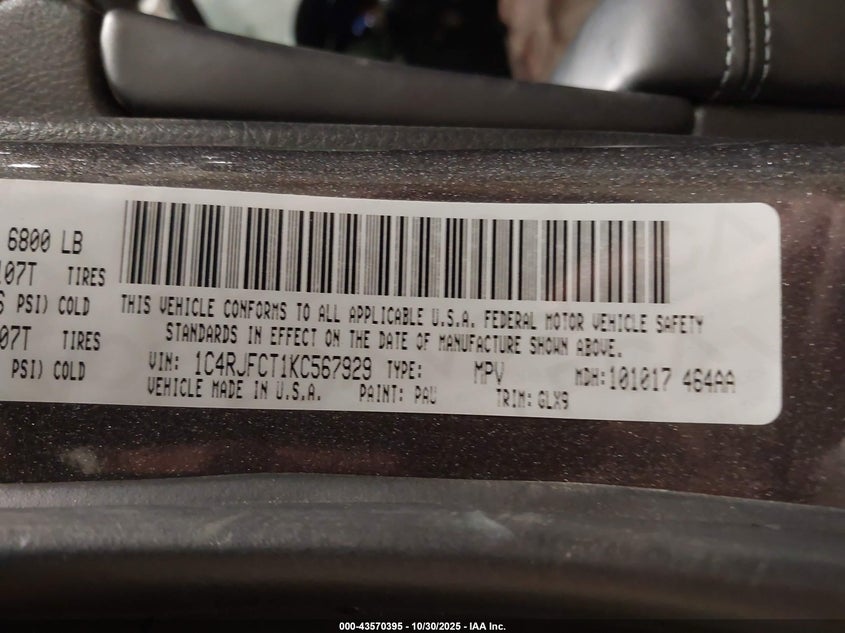 6800 LB
107T TIRES
PSI) COLD
07T TIRES
PSI) COLD
THIS VEHICLE CONFORMS TO ALL APPLICABLE U.S.A. FEDERAL MOTOR VEHICLE SAFETY
STANDARDS IN EFFECT ON THE DATE OF MANUFACTURE SHOWN ABOVE.
VIN: 1C4RJFCT1KC567929 TYPE: MPV MDH:101017 464AA
VEHICLE MADE IN U.S.A. PAINT: PAU TRIM: GLX9
000-43570395 - 10/30/2025 - IAA Inc.